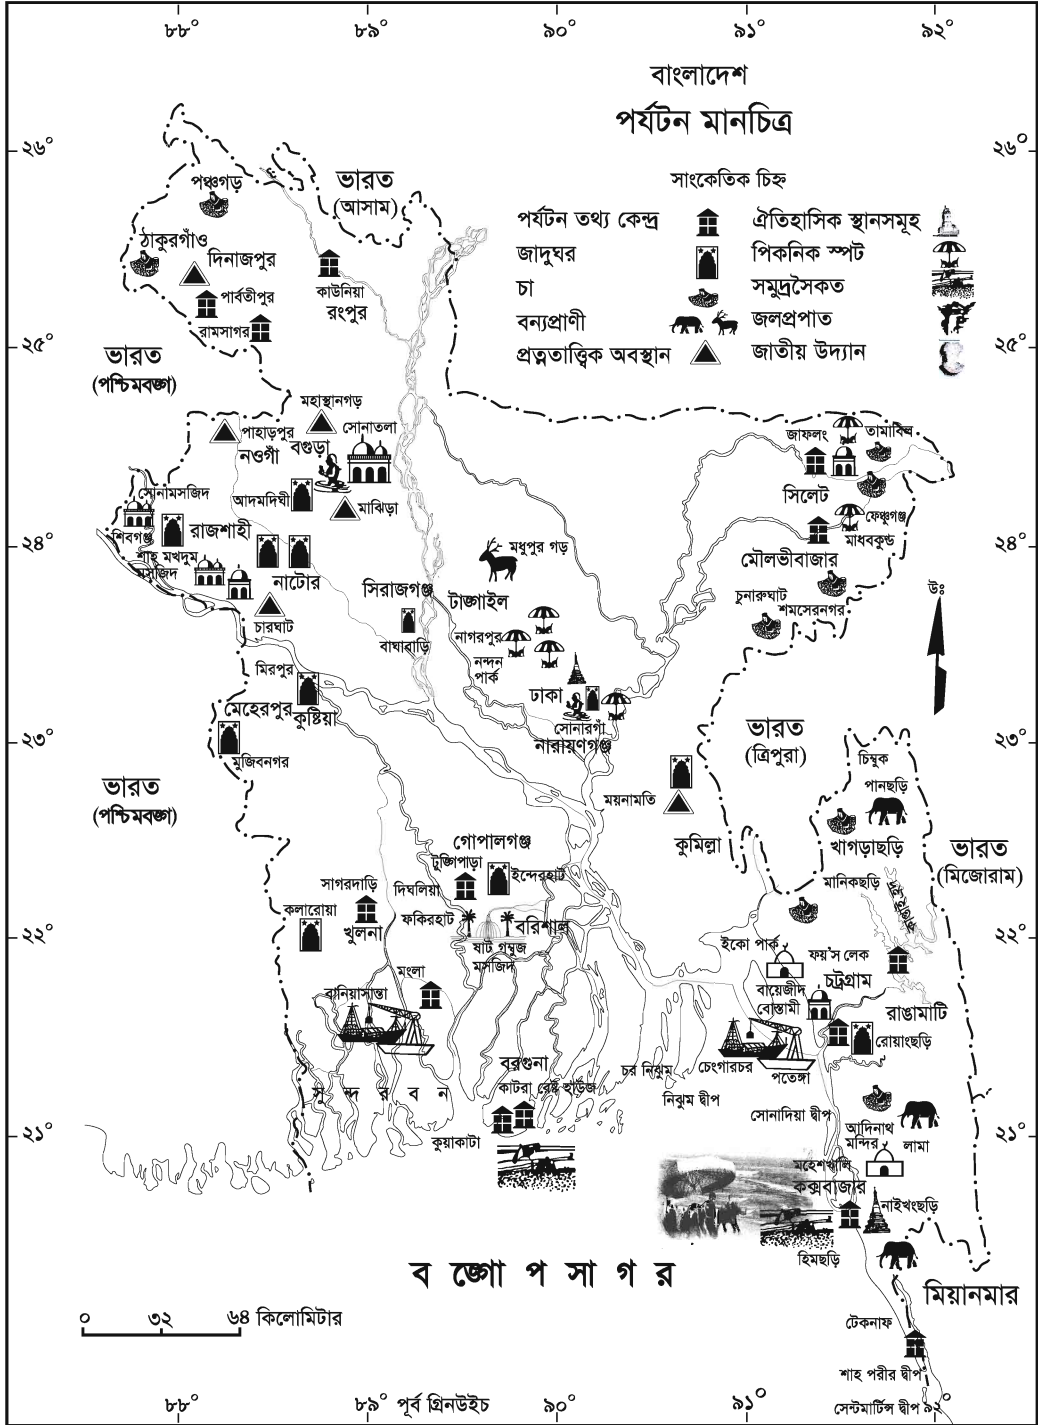 ৮৮° ৮৯° ৯০° ৯১° ৯২°
বাংলাদেশ
পর্যটন মানচিত্র
২৬° ২৬°
সাংকেতিক চিহ্ন
পর্যটন তথ্য কেন্দ্র
জাদুঘর
চা
বন্যপ্রাণী
প্রত্নতাত্ত্বিক অবস্থান
ঐতিহাসিক স্থানসমূহ
পিকনিক স্পট
সমুদ্রসৈকত
জলপ্রপাত
জাতীয় উদ্যান
ভারত
(আসাম)
পঞ্চগড়
ঠাকুরগাঁও
দিনাজপুর
পার্বতীপুর
রামসাগর
কাউনিয়া
রংপুর
২৫° ২৫°
ভারত
(পশ্চিমবঙ্গ)
মহাস্থানগড়
পাহাড়পুর
নওগাঁ
বগুড়া
সোনাতলা
আদমদিঘী
মাঝিড়া
সোনামসজিদ
শিবগঞ্জ
রাজশাহী
শাহ মখদুম
মসজিদ
নাটোর
চারঘাট
জাফলং
তামাবিল
সিলেট
ফেঞ্চুগঞ্জ
মাধবকুন্ড
মৌলভীবাজার
চুনারুঘাট
শমসেরনগর
২৪° ২৪°
উঃ
মধুপুর গড়
সিরাজগঞ্জ
টাঙ্গাইল
বাঘাবাড়ি
নাগরপুর
নন্দন
পার্ক
ঢাকা
সোনারগাঁ
নারায়ণগঞ্জ
মিরপুর
মেহেরপুর
কুষ্টিয়া
মুজিবনগর
২৩° ২৩°
ভারত
(ত্রিপুরা)
ভারত
(পশ্চিমবঙ্গ)
ময়নামতি
কুমিল্লা
চিম্বুক
পানছড়ি
খাগড়াছড়ি
মানিকছড়ি
ভারত
(মিজোরাম)
কাপ্তাই হ্রদ
গোপালগঞ্জ
টুঙ্গিপাড়া
দিঘলিয়া
ইন্দেরহাট
সাগরদাড়ি
কলারোয়া
খুলনা
ফকিরহাট
বরিশাল
ষাট গম্বুজ
মসজিদ
২২° ২২°
মংলা
বানিয়াসান্তা
ইকো পার্ক
ফয়'স লেক
চট্টগ্রাম
বায়েজীদ
বোস্তামী
রাঙামাটি
রোয়াংছড়ি
চেংগারচর
পতেঙ্গা
চর নিঝুম
নিঝুম দ্বীপ
সোনাদিয়া দ্বীপ
সুন্দরবন
বরগুনা
কাটরা রেষ্ট হাউজ
কুয়াকাটা
২১° ২১°
আদিনাথ
মন্দির
লামা
মহেশখালি
কক্সবাজার
নাইখংছড়ি
হিমছড়ি
বঙ্গোপসাগর
মিয়ানমার
০ ৩২ ৬৪ কিলোমিটার
টেকনাফ
শাহ পরীর দ্বীপ
সেন্টমার্টিন্স দ্বীপ
৮৮° ৮৯° পূর্ব গ্রিনউইচ ৯০° ৯১° ৯২°